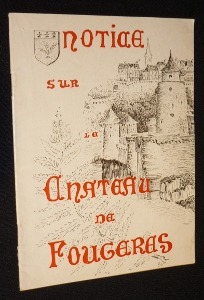 NOTICE
SUR
LE
CHATEAU
DE
FOUGERES